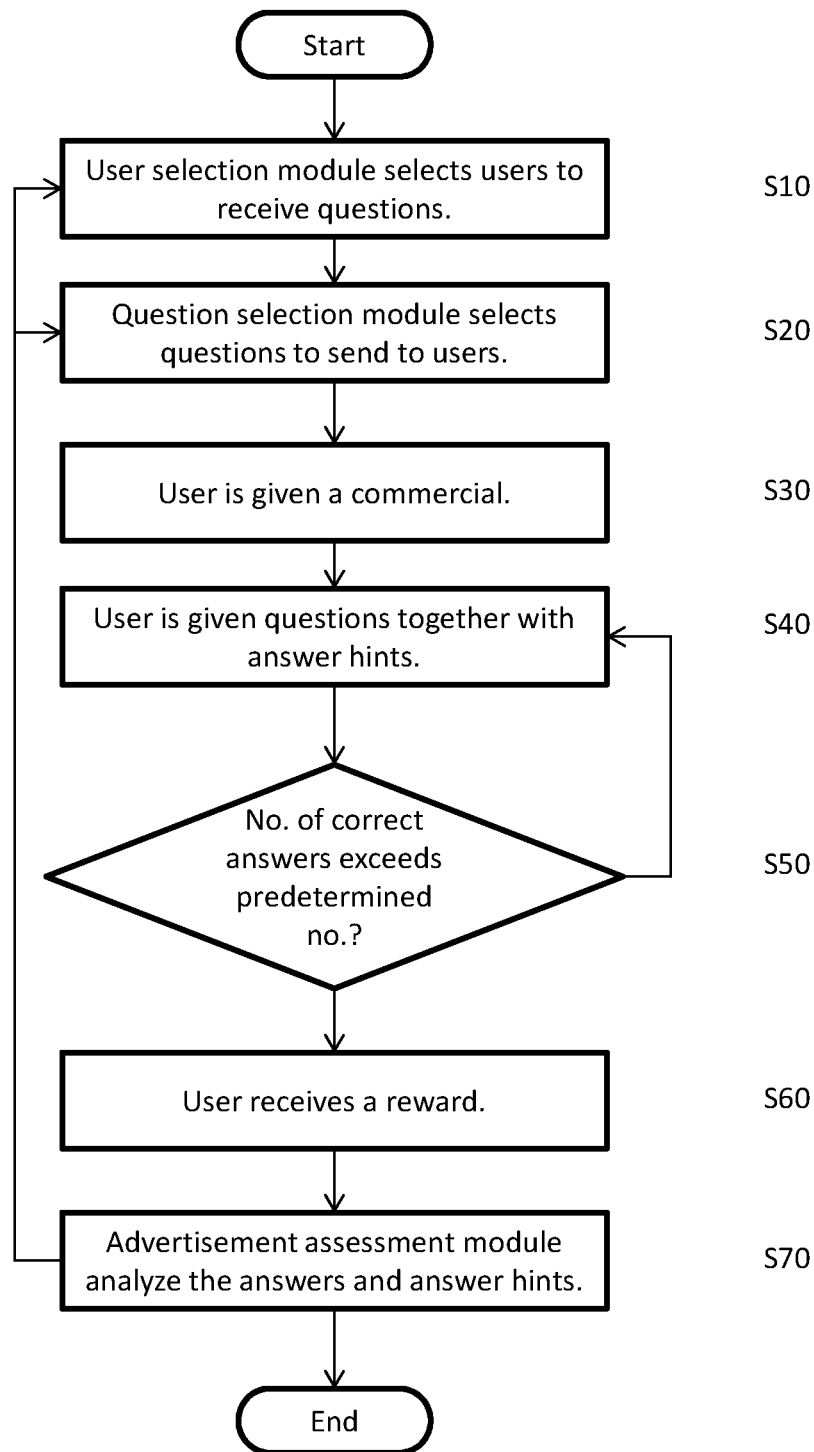 Start
User selection module selects users to
receive questions.
S10
Question selection module selects
questions to send to users.
S20
User is given a commercial.
S30
User is given questions together with
answer hints.
S40
No. of correct
answers exceeds
predetermined
no.?
S50
User receives a reward.
S60
Advertisement assessment module
analyze the answers and answer hints.
S70
End